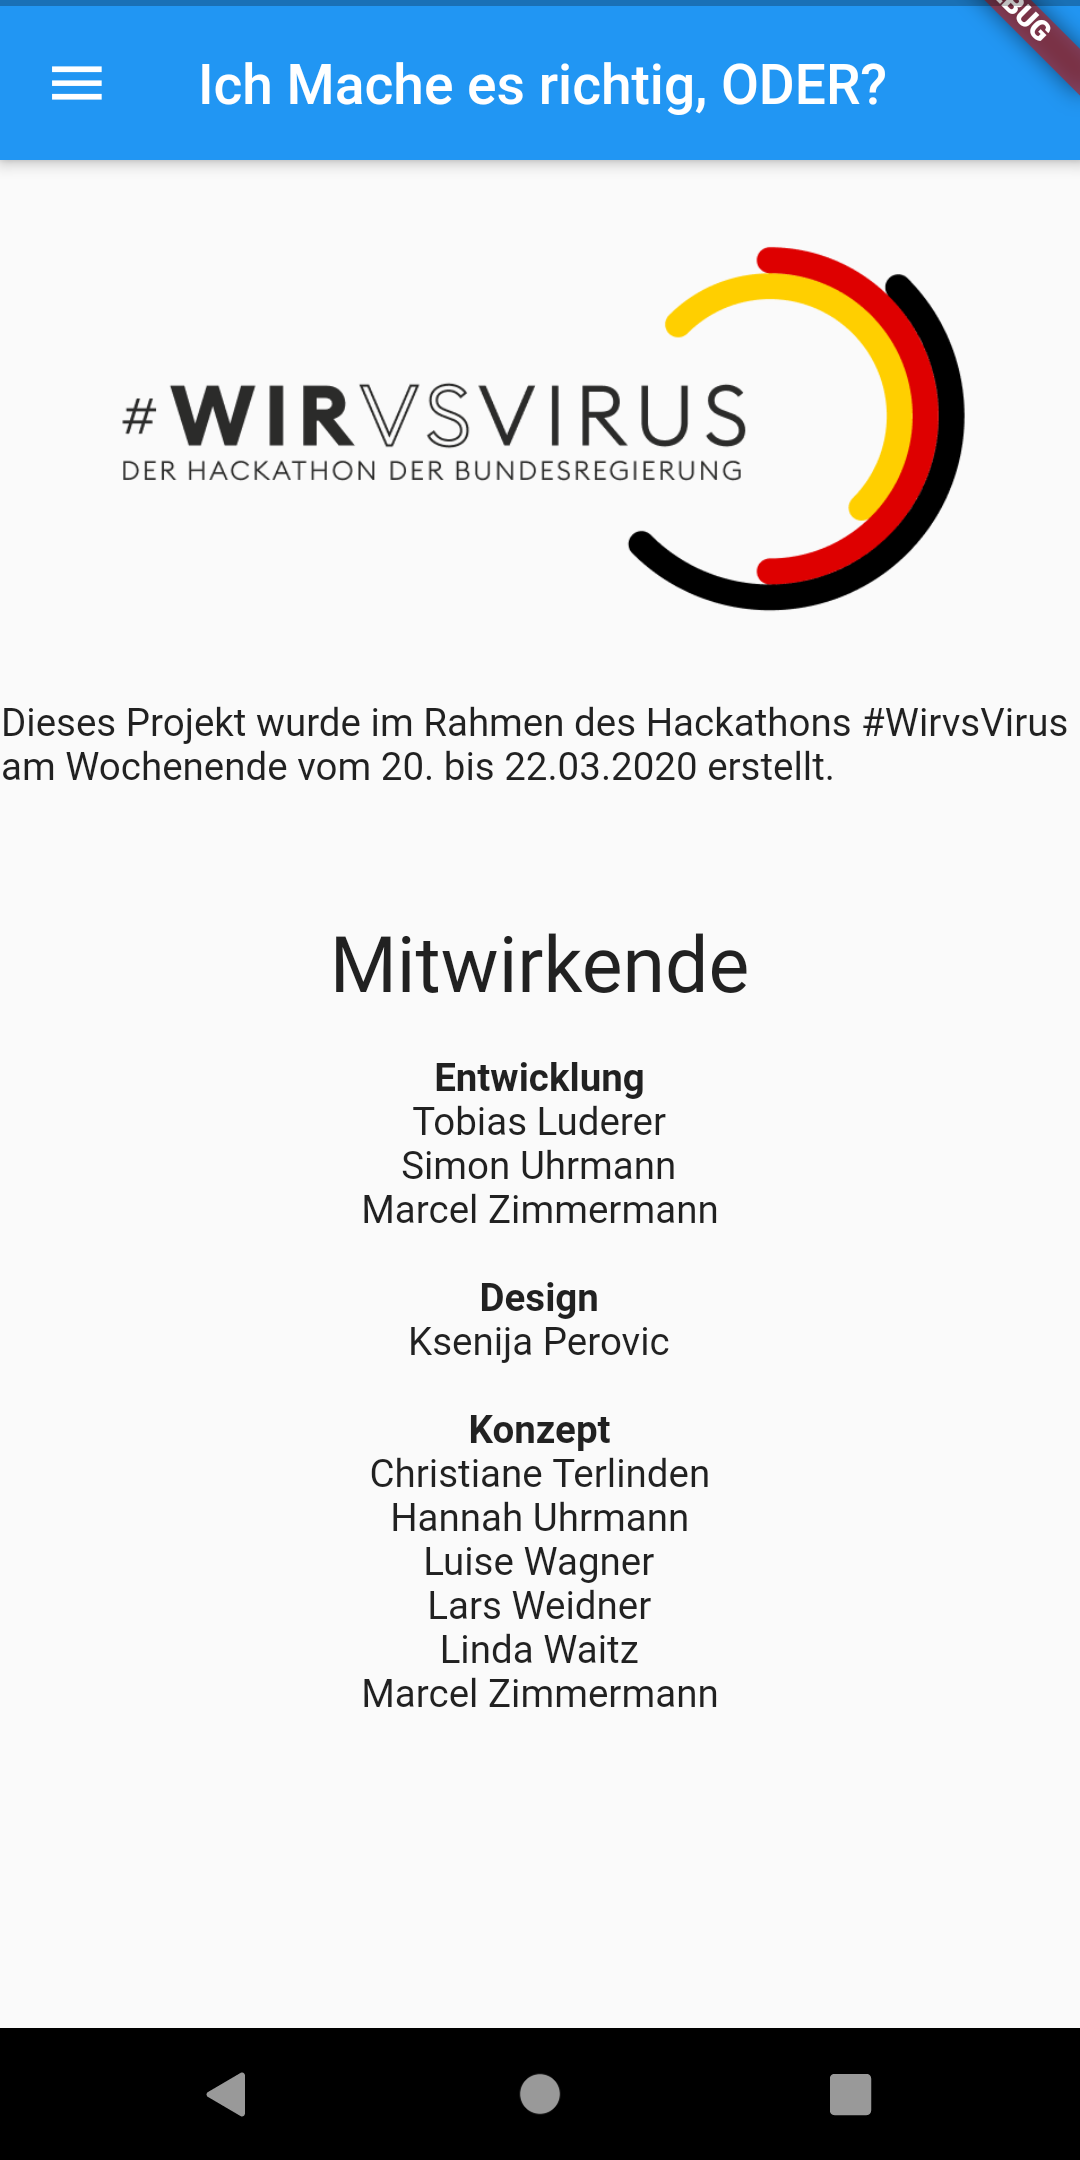 Ich Mache es richtig, ODER?
#WIRVSVIRUS
DER HACKATHON DER BUNDESREGIERUNG
Dieses Projekt wurde im Rahmen des Hackathons #WirvsVirus
am Wochenende vom 20. bis 22.03.2020 erstellt.
Mitwirkende
Entwicklung
Tobias Luderer
Simon Uhrmann
Marcel Zimmermann
Design
Ksenija Perovic
Konzept
Christiane Terlinden
Hannah Uhrmann
Luise Wagner
Lars Weidner
Linda Waitz
Marcel Zimmermann